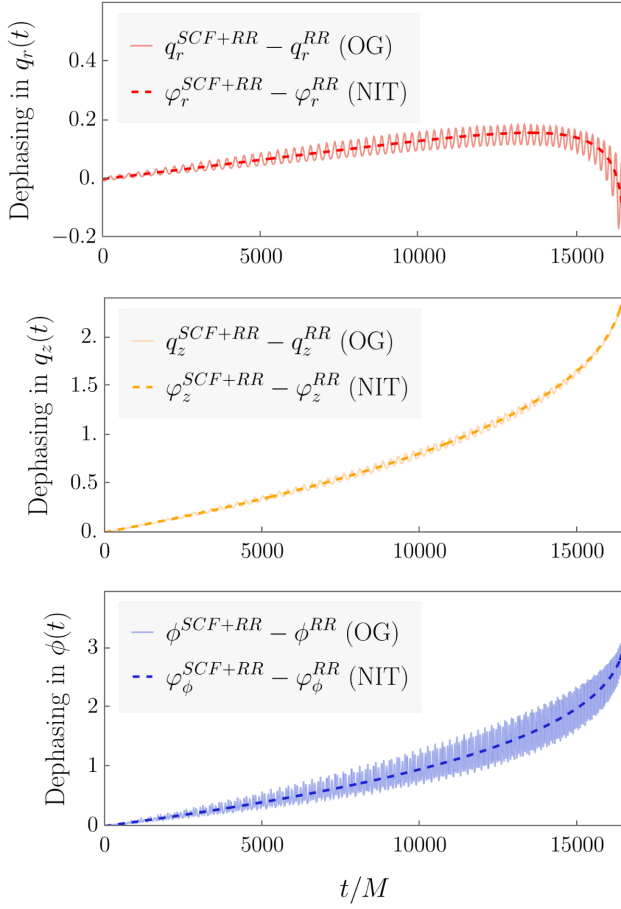 Dephasing in q_r(t)
0.4
0.2
0.0
−0.2
q_r^{SCF+RR} − q_r^{RR} (OG)
φ_r^{SCF+RR} − φ_r^{RR} (NIT)
0 5000 10000 15000
Dephasing in q_z(t)
2.
1.5
1.
0.5
0.
q_z^{SCF+RR} − q_z^{RR} (OG)
φ_z^{SCF+RR} − φ_z^{RR} (NIT)
0 5000 10000 15000
Dephasing in ϕ(t)
3
2
1
0
ϕ^{SCF+RR} − ϕ^{RR} (OG)
φ_ϕ^{SCF+RR} − φ_ϕ^{RR} (NIT)
0 5000 10000 15000
t/M